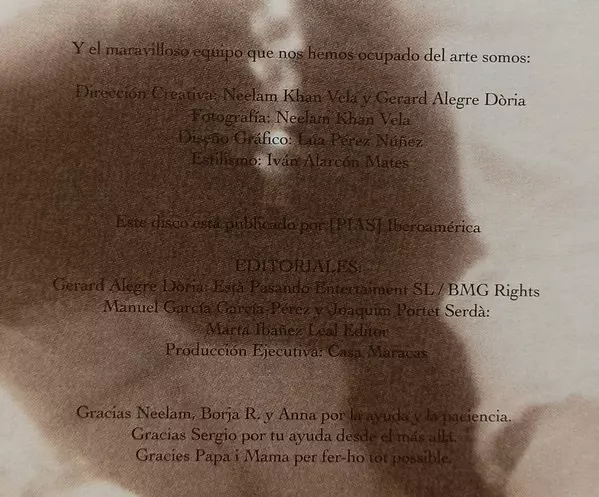 Y el maravilloso equipo que nos hemos ocupado del arte somos:
Dirección Creativa: Neelam Khan Vela y Gerard Alegre Dòria
Fotografía: Neelam Khan Vela
Diseño Gráfico: Lúa Pérez Núñez
Estilismo: Iván Alarcón Mates
Este disco está publicado por [PIAS] Iberoamérica
EDITORIALES:
Gerard Alegre Dòria: Está Pasando Entertaiment SL / BMG Rights
Manuel García García-Pérez y Joaquim Portet Serdà:
Marta Ibañez Leal Editor
Producción Ejecutiva: Casa Maracas
Gracias Neelam, Borja R. y Anna por la ayuda y la paciencia.
Gracias Sergio por tu ayuda desde el más allá.
Gracies Papa i Mama per fer-ho tot possible.